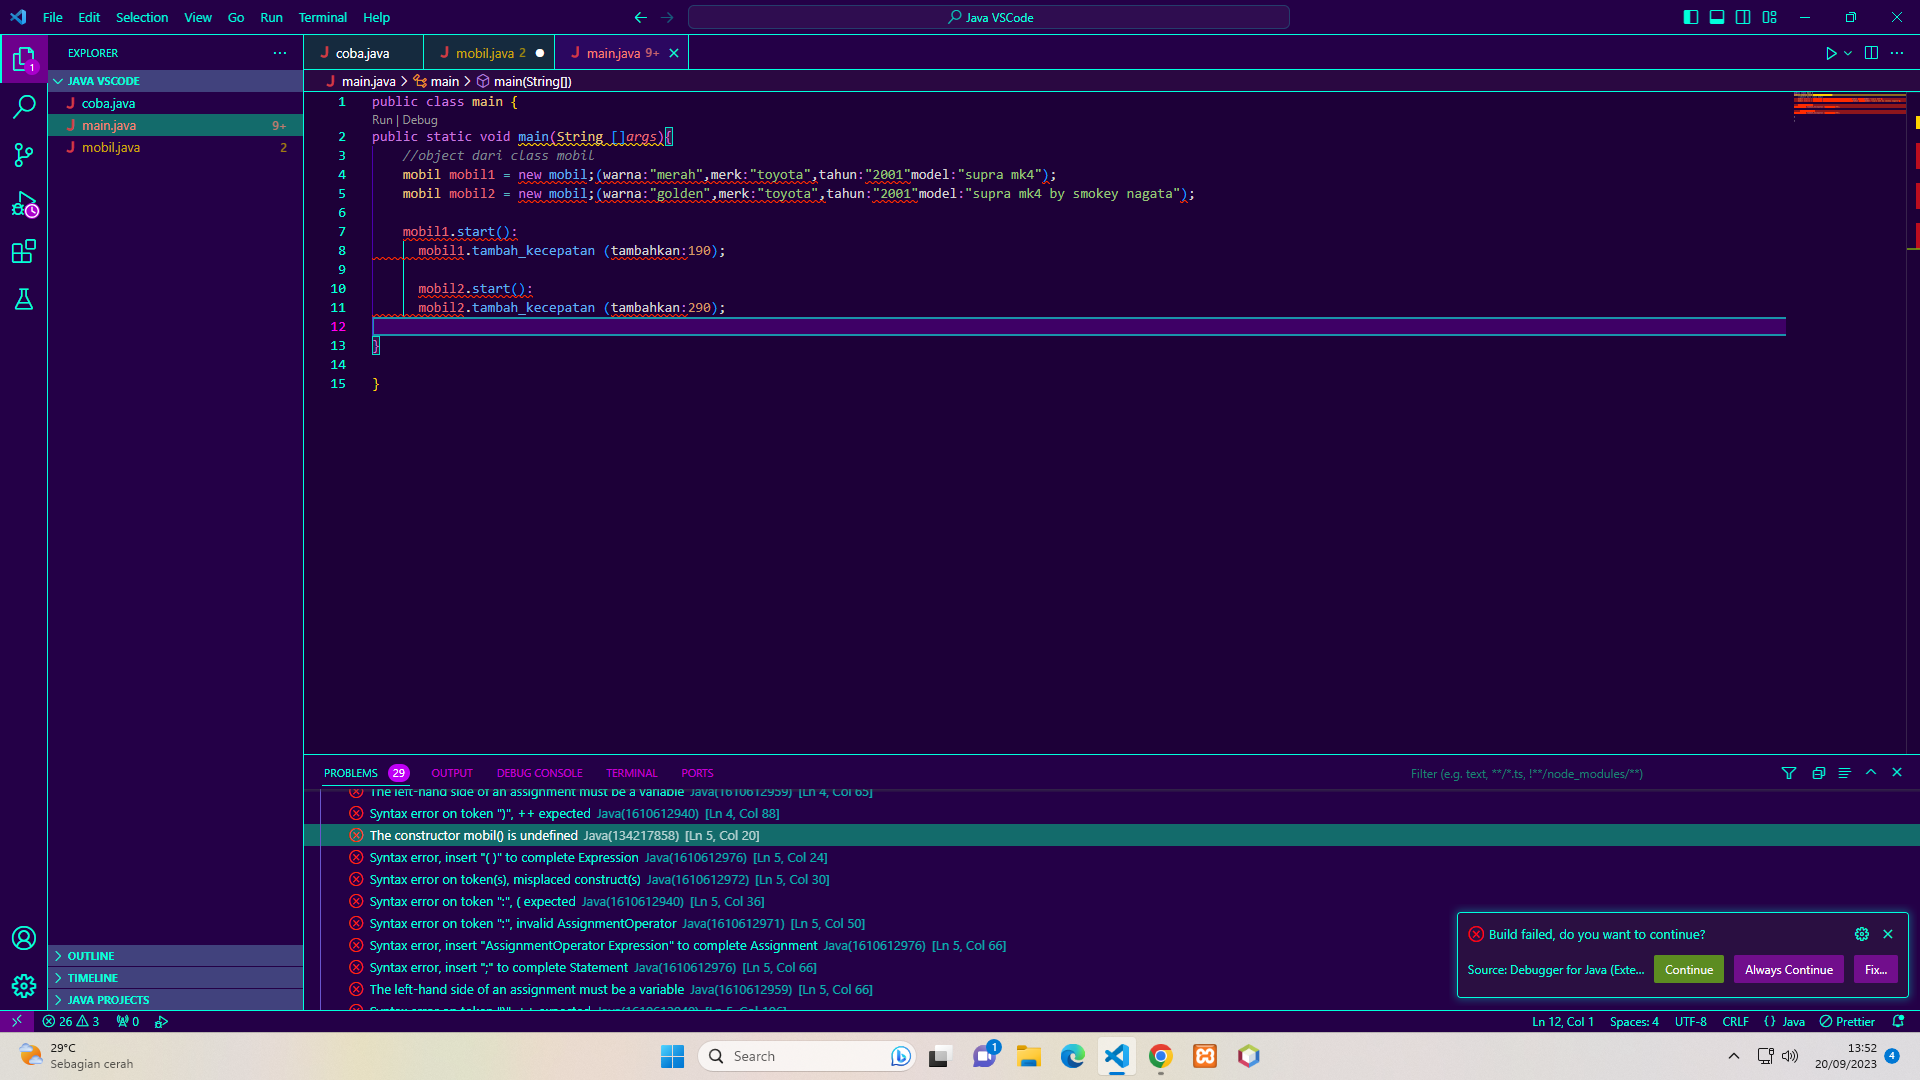 File Edit Selection View Go Run Terminal Help
Java VSCode
EXPLORER
JAVA VSCODE
coba.java
main.java 9+
mobil.java 2
OUTLINE
TIMELINE
JAVA PROJECTS
1
coba.java mobil.java 2 main.java 9+
main.java > main > main(String[])
1 public class main {
Run | Debug
2 public static void main(String []args){
3 //object dari class mobil
4 mobil mobil1 = new mobil;(warna:"merah",merk:"toyota",tahun:"2001"model:"supra mk4");
5 mobil mobil2 = new mobil;(warna:"golden",merk:"toyota",tahun:"2001"model:"supra mk4 by smokey nagata");
6
7 mobil1.start():
8 mobil1.tambah_kecepatan (tambahkan:190);
9
10 mobil2.start():
11 mobil2.tambah_kecepatan (tambahkan:290);
12
13 }
14
15 }
PROBLEMS 29 OUTPUT DEBUG CONSOLE TERMINAL PORTS
Filter (e.g. text, **/*.ts, !**/node_modules/**)
The left-hand side of an assignment must be a variable Java(1610612959) [Ln 4, Col 65]
Syntax error on token ")", ++ expected Java(1610612940) [Ln 4, Col 88]
The constructor mobil() is undefined Java(134217858) [Ln 5, Col 20]
Syntax error, insert "( )" to complete Expression Java(1610612976) [Ln 5, Col 24]
Syntax error on token(s), misplaced construct(s) Java(1610612972) [Ln 5, Col 30]
Syntax error on token ":", ( expected Java(1610612940) [Ln 5, Col 36]
Syntax error on token ":", invalid AssignmentOperator Java(1610612971) [Ln 5, Col 50]
Syntax error, insert "AssignmentOperator Expression" to complete Assignment Java(1610612976) [Ln 5, Col 66]
Syntax error, insert ";" to complete Statement Java(1610612976) [Ln 5, Col 66]
The left-hand side of an assignment must be a variable Java(1610612959) [Ln 5, Col 66]
Build failed, do you want to continue?
Source: Debugger for Java (Exte... Continue Always Continue Fix...
26 3 0
Ln 12, Col 1 Spaces: 4 UTF-8 CRLF {} Java Prettier
29°C
Sebagian cerah
Search
1
13:52
20/09/2023
4